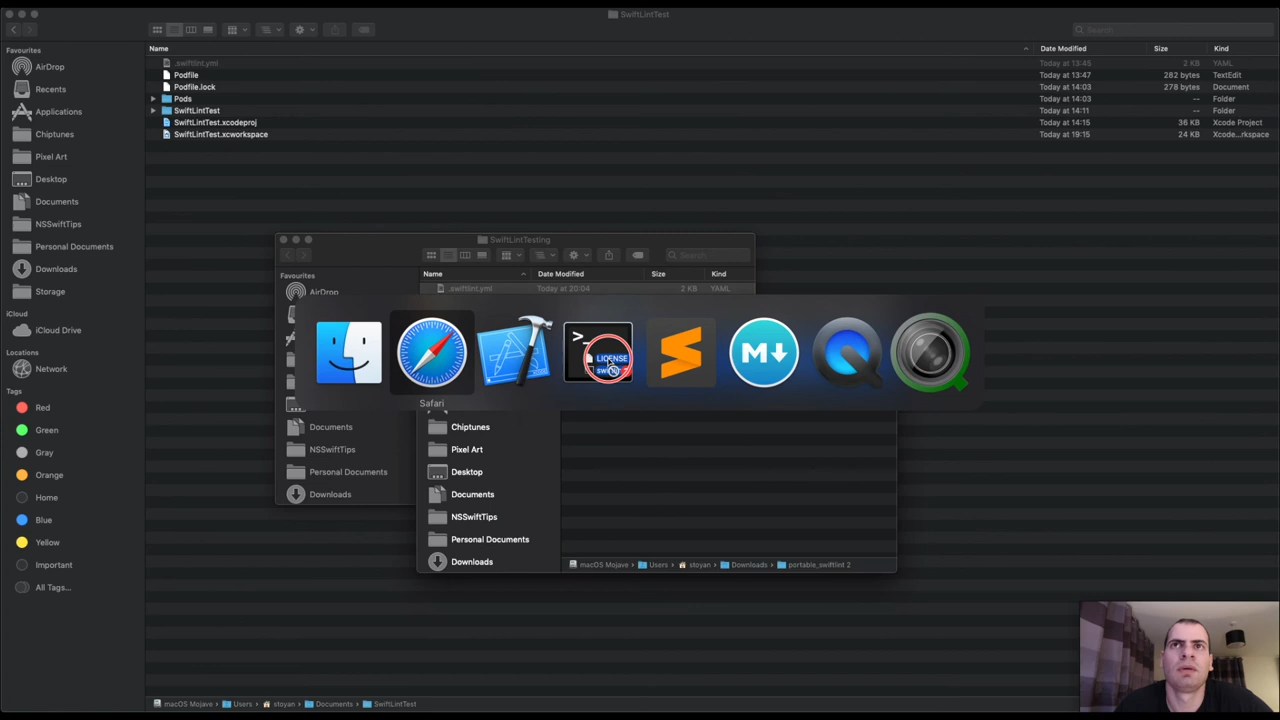 SwiftLintTest
Search
Name
Date Modified
Size
Kind
.swiftlint.yml
Today at 13:45
2 KB
YAML
Podfile
Today at 13:47
282 bytes
TextEdit
Podfile.lock
Today at 14:03
278 bytes
Document
Pods
Today at 14:03
--
Folder
SwiftLintTest
Today at 14:11
--
Folder
SwiftLintTest.xcodeproj
Today at 14:15
36 KB
Xcode Project
SwiftLintTest.xcworkspace
Today at 19:15
24 KB
Xcode...rkspace
Favourites
AirDrop
Recents
Applications
Chiptunes
Pixel Art
Desktop
Documents
NSSwiftTips
Personal Documents
Downloads
Storage
iCloud
iCloud Drive
Locations
Network
Tags
Red
Green
Gray
Orange
Home
Blue
Yellow
Important
All Tags...
SwiftLintTesting
Search
Favourites
AirDrop
Name
Date Modified
Size
Kind
.swiftlint.yml
Today at 20:04
2 KB
YAML
>_
LICENSE
M
Safari
Documents
NSSwiftTips
Personal Documents
Downloads
Chiptunes
Pixel Art
Desktop
Documents
NSSwiftTips
Personal Documents
Downloads
macOS Mojave › Users › stoyan › Downloads › portable_swiftlint 2
macOS Mojave › Users › stoyan › Documents › SwiftLintTest